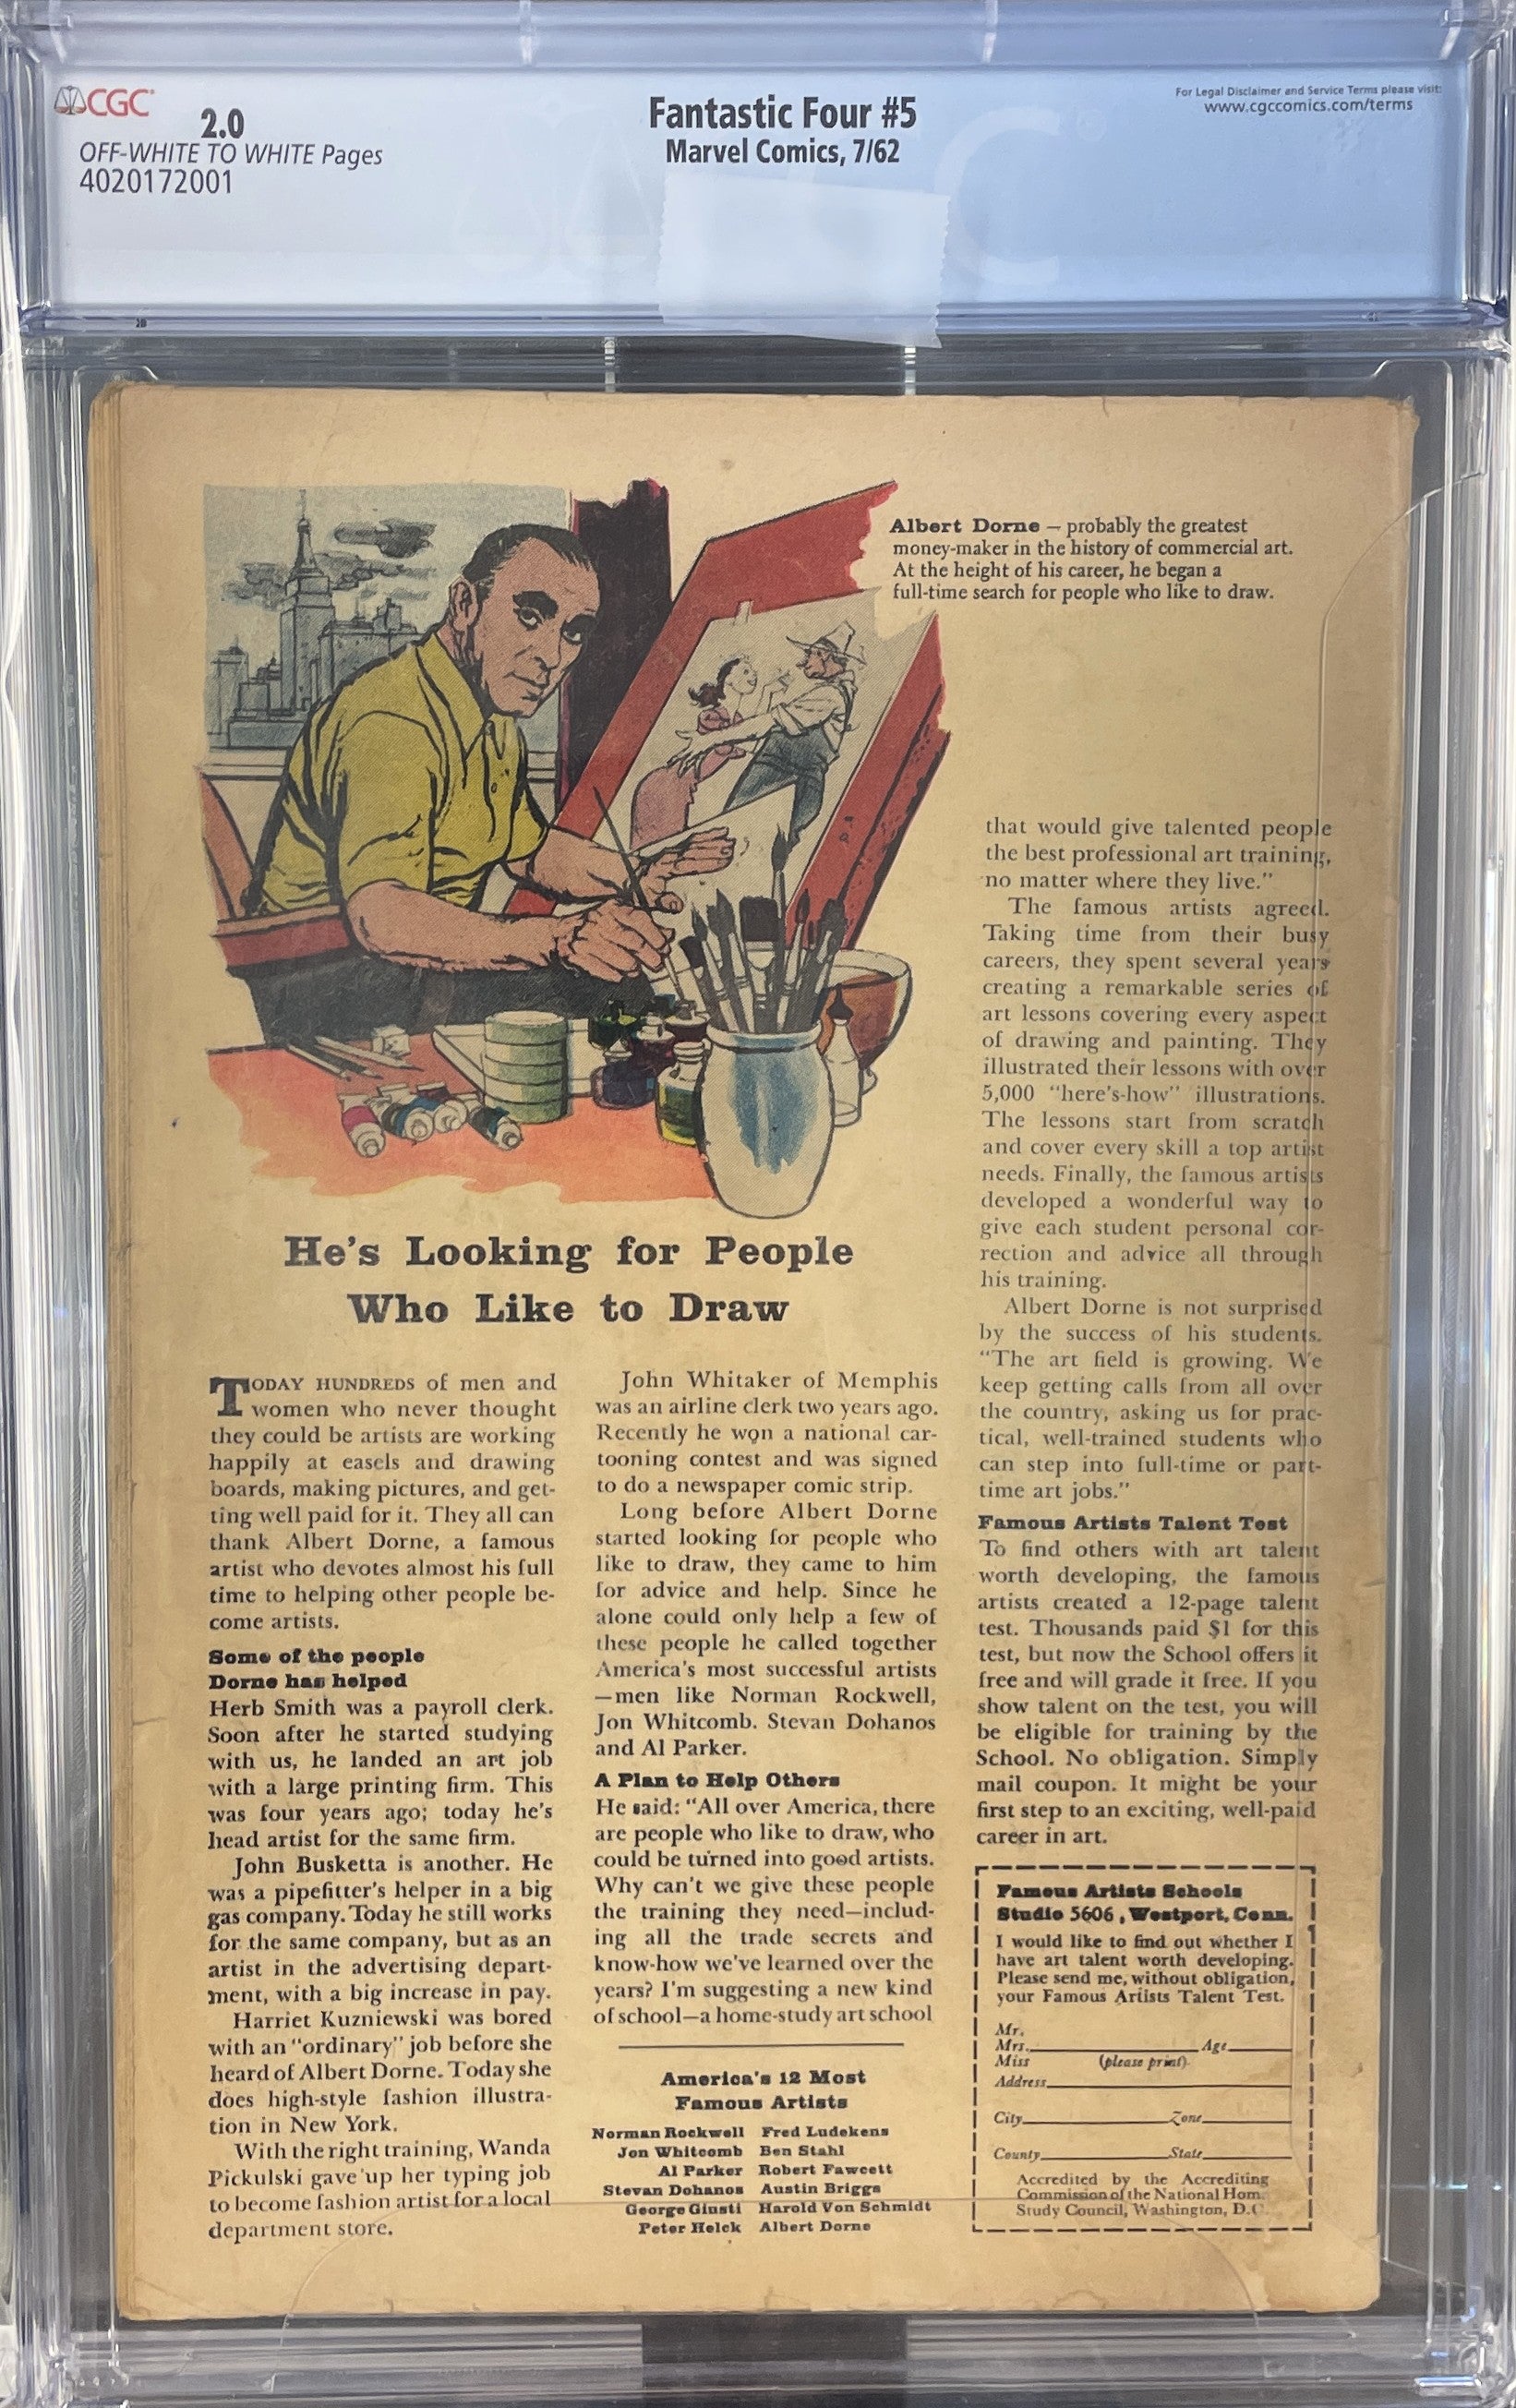 CGC
2.0
OFF-WHITE TO WHITE Pages
4020172001
Fantastic Four #5
Marvel Comics, 7/62
For Legal Disclaimer and Service Terms please visit:
www.cgccomics.com/terms
Albert Dorne – probably the greatest
money-maker in the history of commercial art.
At the height of his career, he began a
full-time search for people who like to draw.
He's Looking for People
Who Like to Draw
TODAY HUNDREDS of men and
women who never thought
they could be artists are working
happily at easels and drawing
boards, making pictures, and get-
ting well paid for it. They all can
thank Albert Dorne, a famous
artist who devotes almost his full
time to helping other people be-
come artists.
Some of the people
Dorne has helped
Herb Smith was a payroll clerk.
Soon after he started studying
with us, he landed an art job
with a large printing firm. This
was four years ago; today he's
head artist for the same firm.
John Busketta is another. He
was a pipefitter's helper in a big
gas company. Today he still works
for the same company, but as an
artist in the advertising depart-
ment, with a big increase in pay.
Harriet Kuzniewski was bored
with an "ordinary" job before she
heard of Albert Dorne. Today she
does high-style fashion illustra-
tion in New York.
With the right training, Wanda
Pickulski gave up her typing job
to become fashion artist for a local
department store.
John Whitaker of Memphis
was an airline clerk two years ago.
Recently he won a national car-
tooning contest and was signed
to do a newspaper comic strip.
Long before Albert Dorne
started looking for people who
like to draw, they came to him
for advice and help. Since he
alone could only help a few of
these people he called together
America's most successful artists
—men like Norman Rockwell,
Jon Whitcomb. Stevan Dohanos
and Al Parker.
A Plan to Help Others
He said: "All over America, there
are people who like to draw, who
could be turned into good artists.
Why can't we give these people
the training they need—includ-
ing all the trade secrets and
know-how we've learned over the
years? I'm suggesting a new kind
of school—a home-study art school
America's 12 Most
Famous Artists
Norman Rockwell Fred Ludekens
Jon Whitcomb Ben Stahl
Al Parker Robert Fawcett
Stevan Dohanos Austin Briggs
George Giusti Harold Von Schmidt
Peter Helck Albert Dorne
that would give talented people
the best professional art training,
no matter where they live."
The famous artists agreed.
Taking time from their busy
careers, they spent several years
creating a remarkable series of
art lessons covering every aspect
of drawing and painting. They
illustrated their lessons with over
5,000 "here's-how" illustrations.
The lessons start from scratch
and cover every skill a top artist
needs. Finally, the famous artists
developed a wonderful way to
give each student personal cor-
rection and advice all through
his training.
Albert Dorne is not surprised
by the success of his students.
"The art field is growing. We
keep getting calls from all over
the country, asking us for prac-
tical, well-trained students who
can step into full-time or part-
time art jobs."
Famous Artists Talent Test
To find others with art talent
worth developing, the famous
artists created a 12-page talent
test. Thousands paid $1 for this
test, but now the School offers it
free and will grade it free. If you
show talent on the test, you will
be eligible for training by the
School. No obligation. Simply
mail coupon. It might be your
first step to an exciting, well-paid
career in art.
Famous Artists Schools
Studio 5606, Westport, Conn.
I would like to find out whether I
have art talent worth developing.
Please send me, without obligation,
your Famous Artists Talent Test.
Mr.
Mrs. Age
Miss (please print)
Address
City Zone
County State
Accredited by the Accrediting
Commission of the National Hom.
Study Council, Washington, D.C